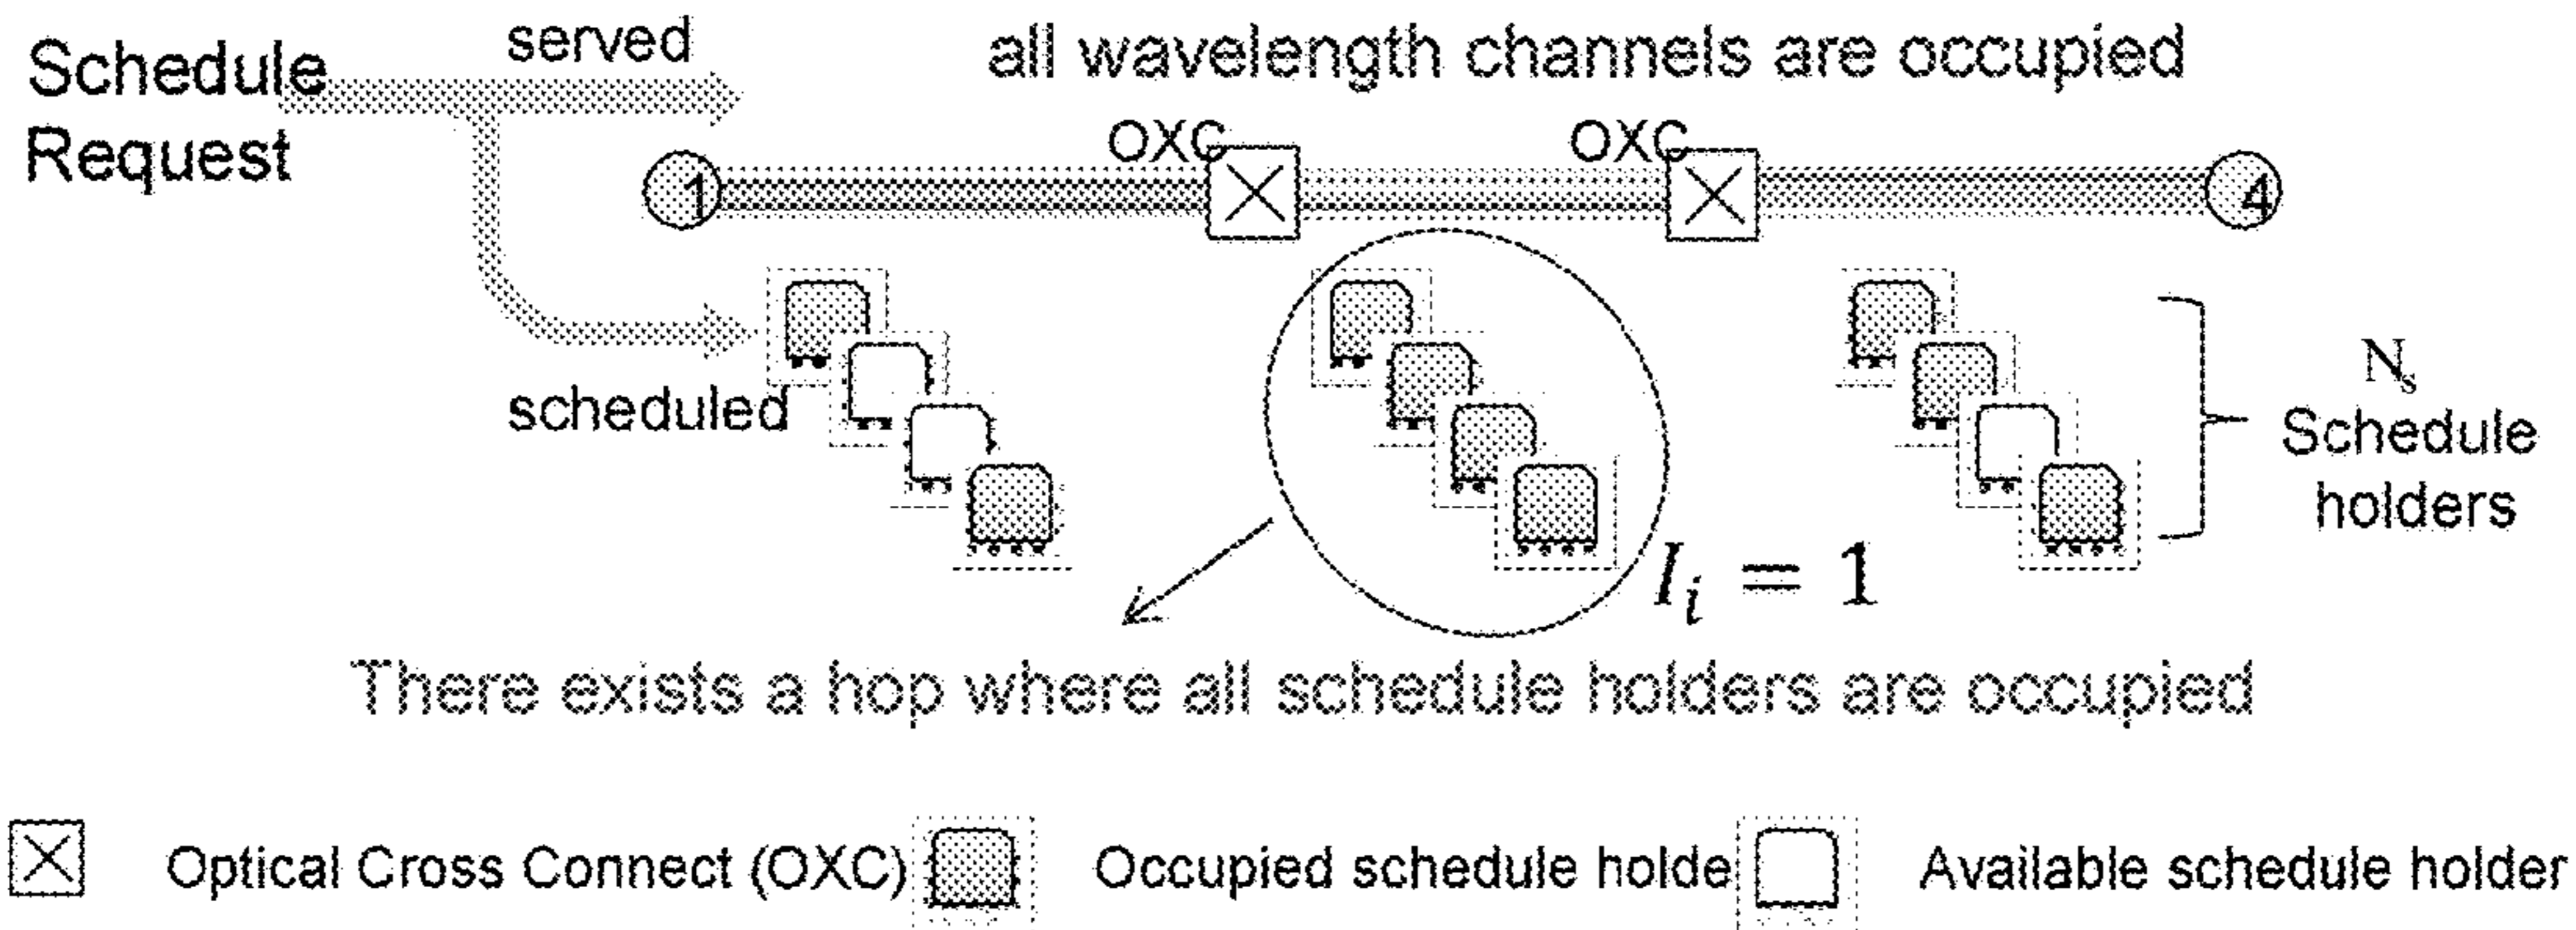 served
all wavelength channels are occupied
Schedule
Request
OXC
OXC
1
4
scheduled
N_s
Schedule
holders
I_i = 1
There exists a hop where all schedule holders are occupied
Optical Cross Connect (OXC)
Occupied schedule holde
Available schedule holder